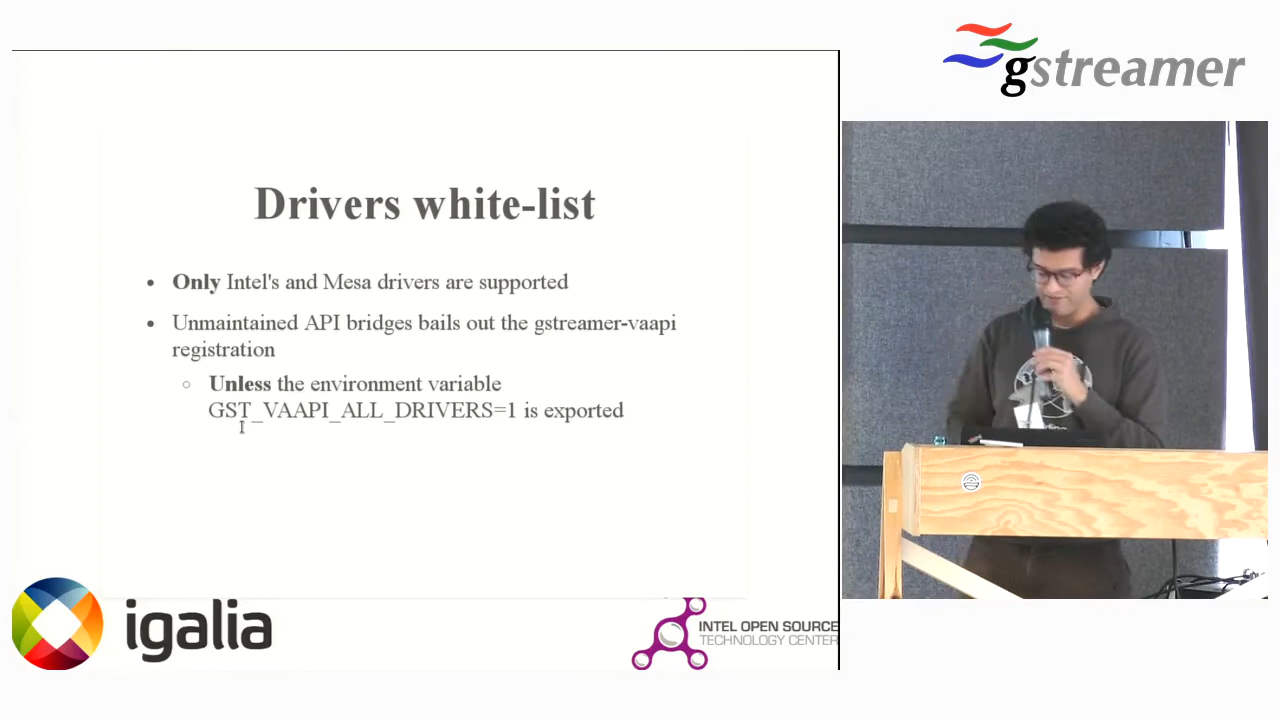 gstreamer
Drivers white-list
• Only Intel's and Mesa drivers are supported
• Unmaintained API bridges bails out the gstreamer-vaapi
registration
○ Unless the environment variable
GST_VAAPI_ALL_DRIVERS=1 is exported
igalia
INTEL OPEN SOURCE
TECHNOLOGY CENTER